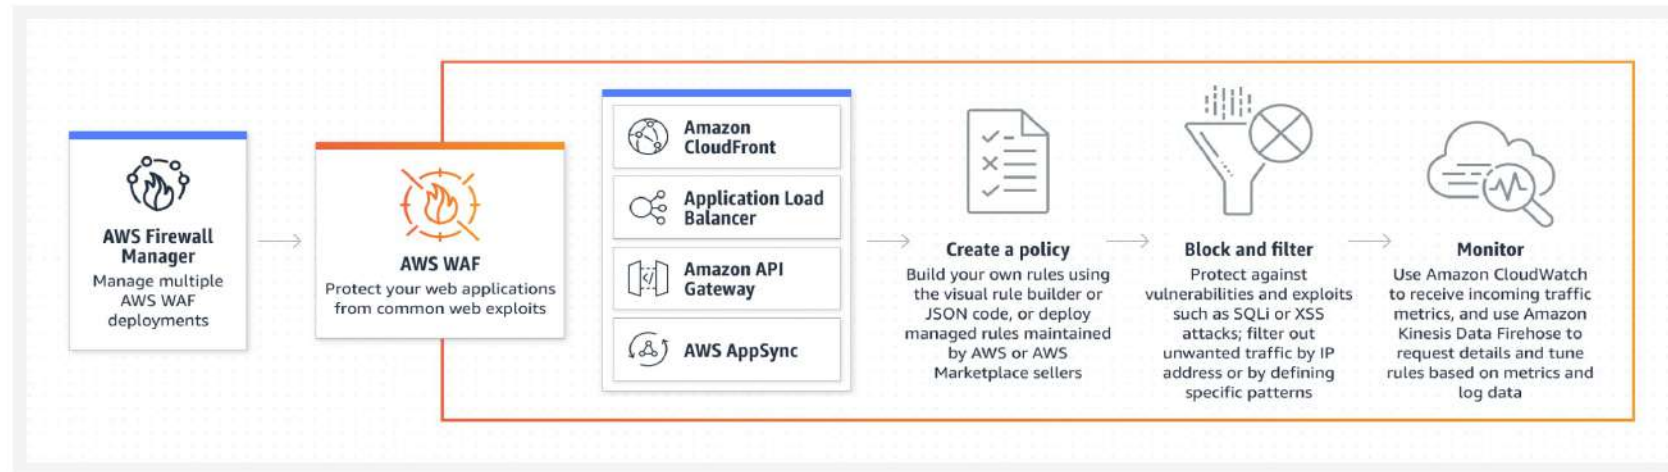 AWS Firewall
Manager
Manage multiple
AWS WAF
deployments
AWS WAF
Protect your web applications
from common web exploits
Amazon
CloudFront
Application Load
Balancer
Amazon API
Gateway
AWS AppSync
Create a policy
Build your own rules using
the visual rule builder or
JSON code, or deploy
managed rules maintained
by AWS or AWS
Marketplace sellers
Block and filter
Protect against
vulnerabilities and exploits
such as SQLi or XSS
attacks; filter out
unwanted traffic by IP
address or by defining
specific patterns
Monitor
Use Amazon CloudWatch
to receive incoming traffic
metrics, and use Amazon
Kinesis Data Firehose to
request details and tune
rules based on metrics and
log data